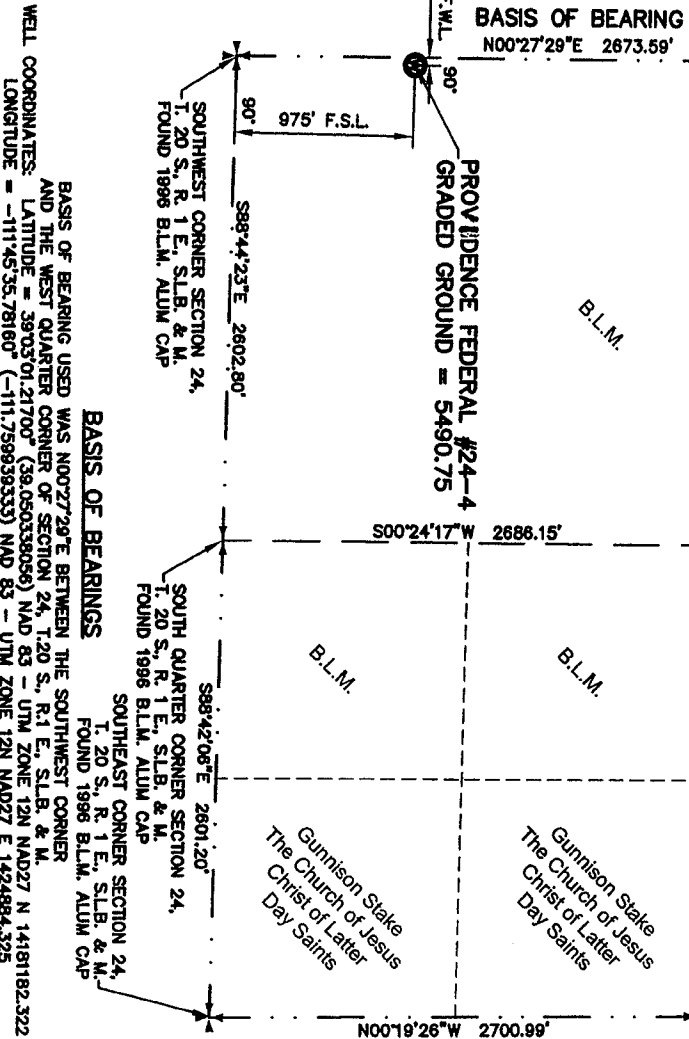 BASIS OF BEARING
N00°27'29"E 2673.59'
F.W.L.
90°
W
975' F.S.L.
90°
PROVIDENCE FEDERAL #24-4
GRADED GROUND = 5490.75
B.L.M.
SOUTHWEST CORNER SECTION 24,
T. 20 S., R. 1 E., S.L.B. & M.
FOUND 1996 B.L.M. ALUM CAP
S88°44'23"E 2602.80'
S00°24'17"W 2686.15'
SOUTH QUARTER CORNER SECTION 24,
T. 20 S., R. 1 E., S.L.B. & M.
FOUND 1996 B.L.M. ALUM CAP
B.L.M.
B.L.M.
S88°42'06"E 2601.20'
SOUTHEAST CORNER SECTION 24,
T. 20 S., R. 1 E., S.L.B. & M.
FOUND 1996 B.L.M. ALUM CAP
Gunnison Stake
The Church of Jesus
Christ of Latter
Day Saints
Gunnison Stake
The Church of Jesus
Christ of Latter
Day Saints
N00°19'26"W 2700.99'
BASIS OF BEARINGS
BASIS OF BEARING USED WAS N00°27'29"E BETWEEN THE SOUTHWEST CORNER
AND THE WEST QUARTER CORNER OF SECTION 24, T.20 S., R.1 E., S.L.B. & M.
WELL COORDINATES: LATITUDE = 39°03'01.21700" (39.050338056) NAD 83 - UTM ZONE 12N NAD27 N 14181182.322
LONGITUDE = -111°45'35.78160" (-111.759939333) NAD 83 - UTM ZONE 12N NAD27 E 1424884.325